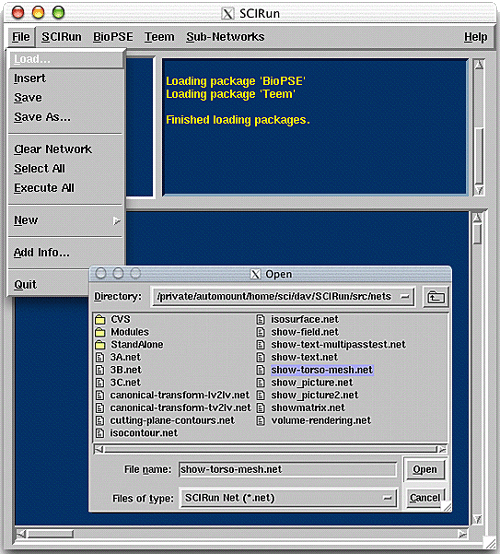 X SCIRun
File SCIRun BioPSE Teem Sub-Networks Help
Load...
Insert
Save
Save As...
Clear Network
Select All
Execute All
New
Add Info...
Quit
Loading package 'BioPSE'
Loading package 'Teem'
Finished loading packages.
X Open
Directory: /private/automount/home/sci/dav/SCIRun/src/nets
CVS
Modules
StandAlone
3A.net
3B.net
3C.net
canonical-transform-lv2lv.net
canonical-transform-tv2lv.net
cutting-plane-contours.net
isocontour.net
isosurface.net
show-field.net
show-text-multipasstest.net
show-text.net
show-torso-mesh.net
show_picture.net
show_picture2.net
showmatrix.net
volume-rendering.net
File name: show-torso-mesh.net Open
Files of type: SCIRun Net (*.net) Cancel